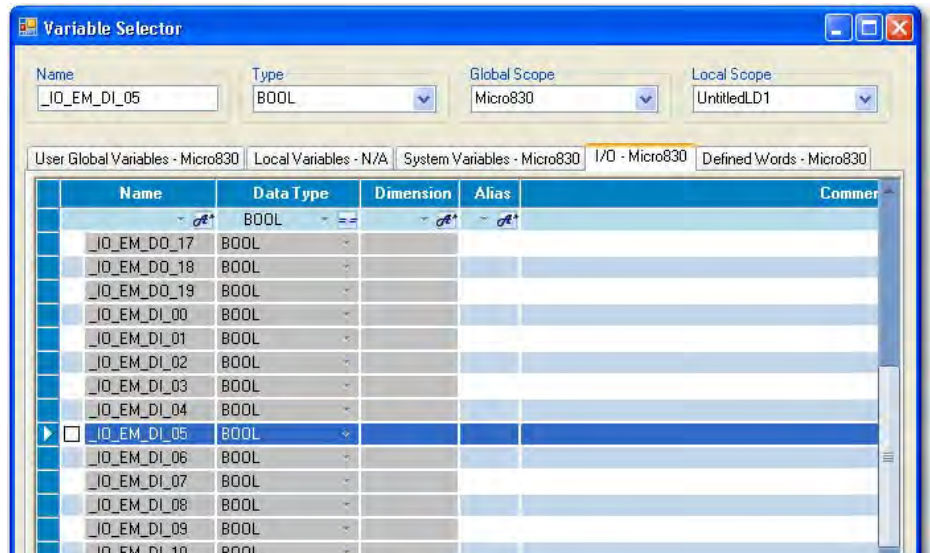 Variable Selector
Name Type Global Scope Local Scope
_IO_EM_DI_05 BOOL Micro830 UntitledLD1
User Global Variables - Micro830 Local Variables - N/A System Variables - Micro830 I/O - Micro830 Defined Words - Micro830
Name Data Type Dimension Alias Commer
BOOL ==
_IO_EM_DO_17 BOOL
_IO_EM_DO_18 BOOL
_IO_EM_DO_19 BOOL
_IO_EM_DI_00 BOOL
_IO_EM_DI_01 BOOL
_IO_EM_DI_02 BOOL
_IO_EM_DI_03 BOOL
_IO_EM_DI_04 BOOL
_IO_EM_DI_05 BOOL
_IO_EM_DI_06 BOOL
_IO_EM_DI_07 BOOL
_IO_EM_DI_08 BOOL
_IO_EM_DI_09 BOOL
_IO_EM_DI_10 BOOL